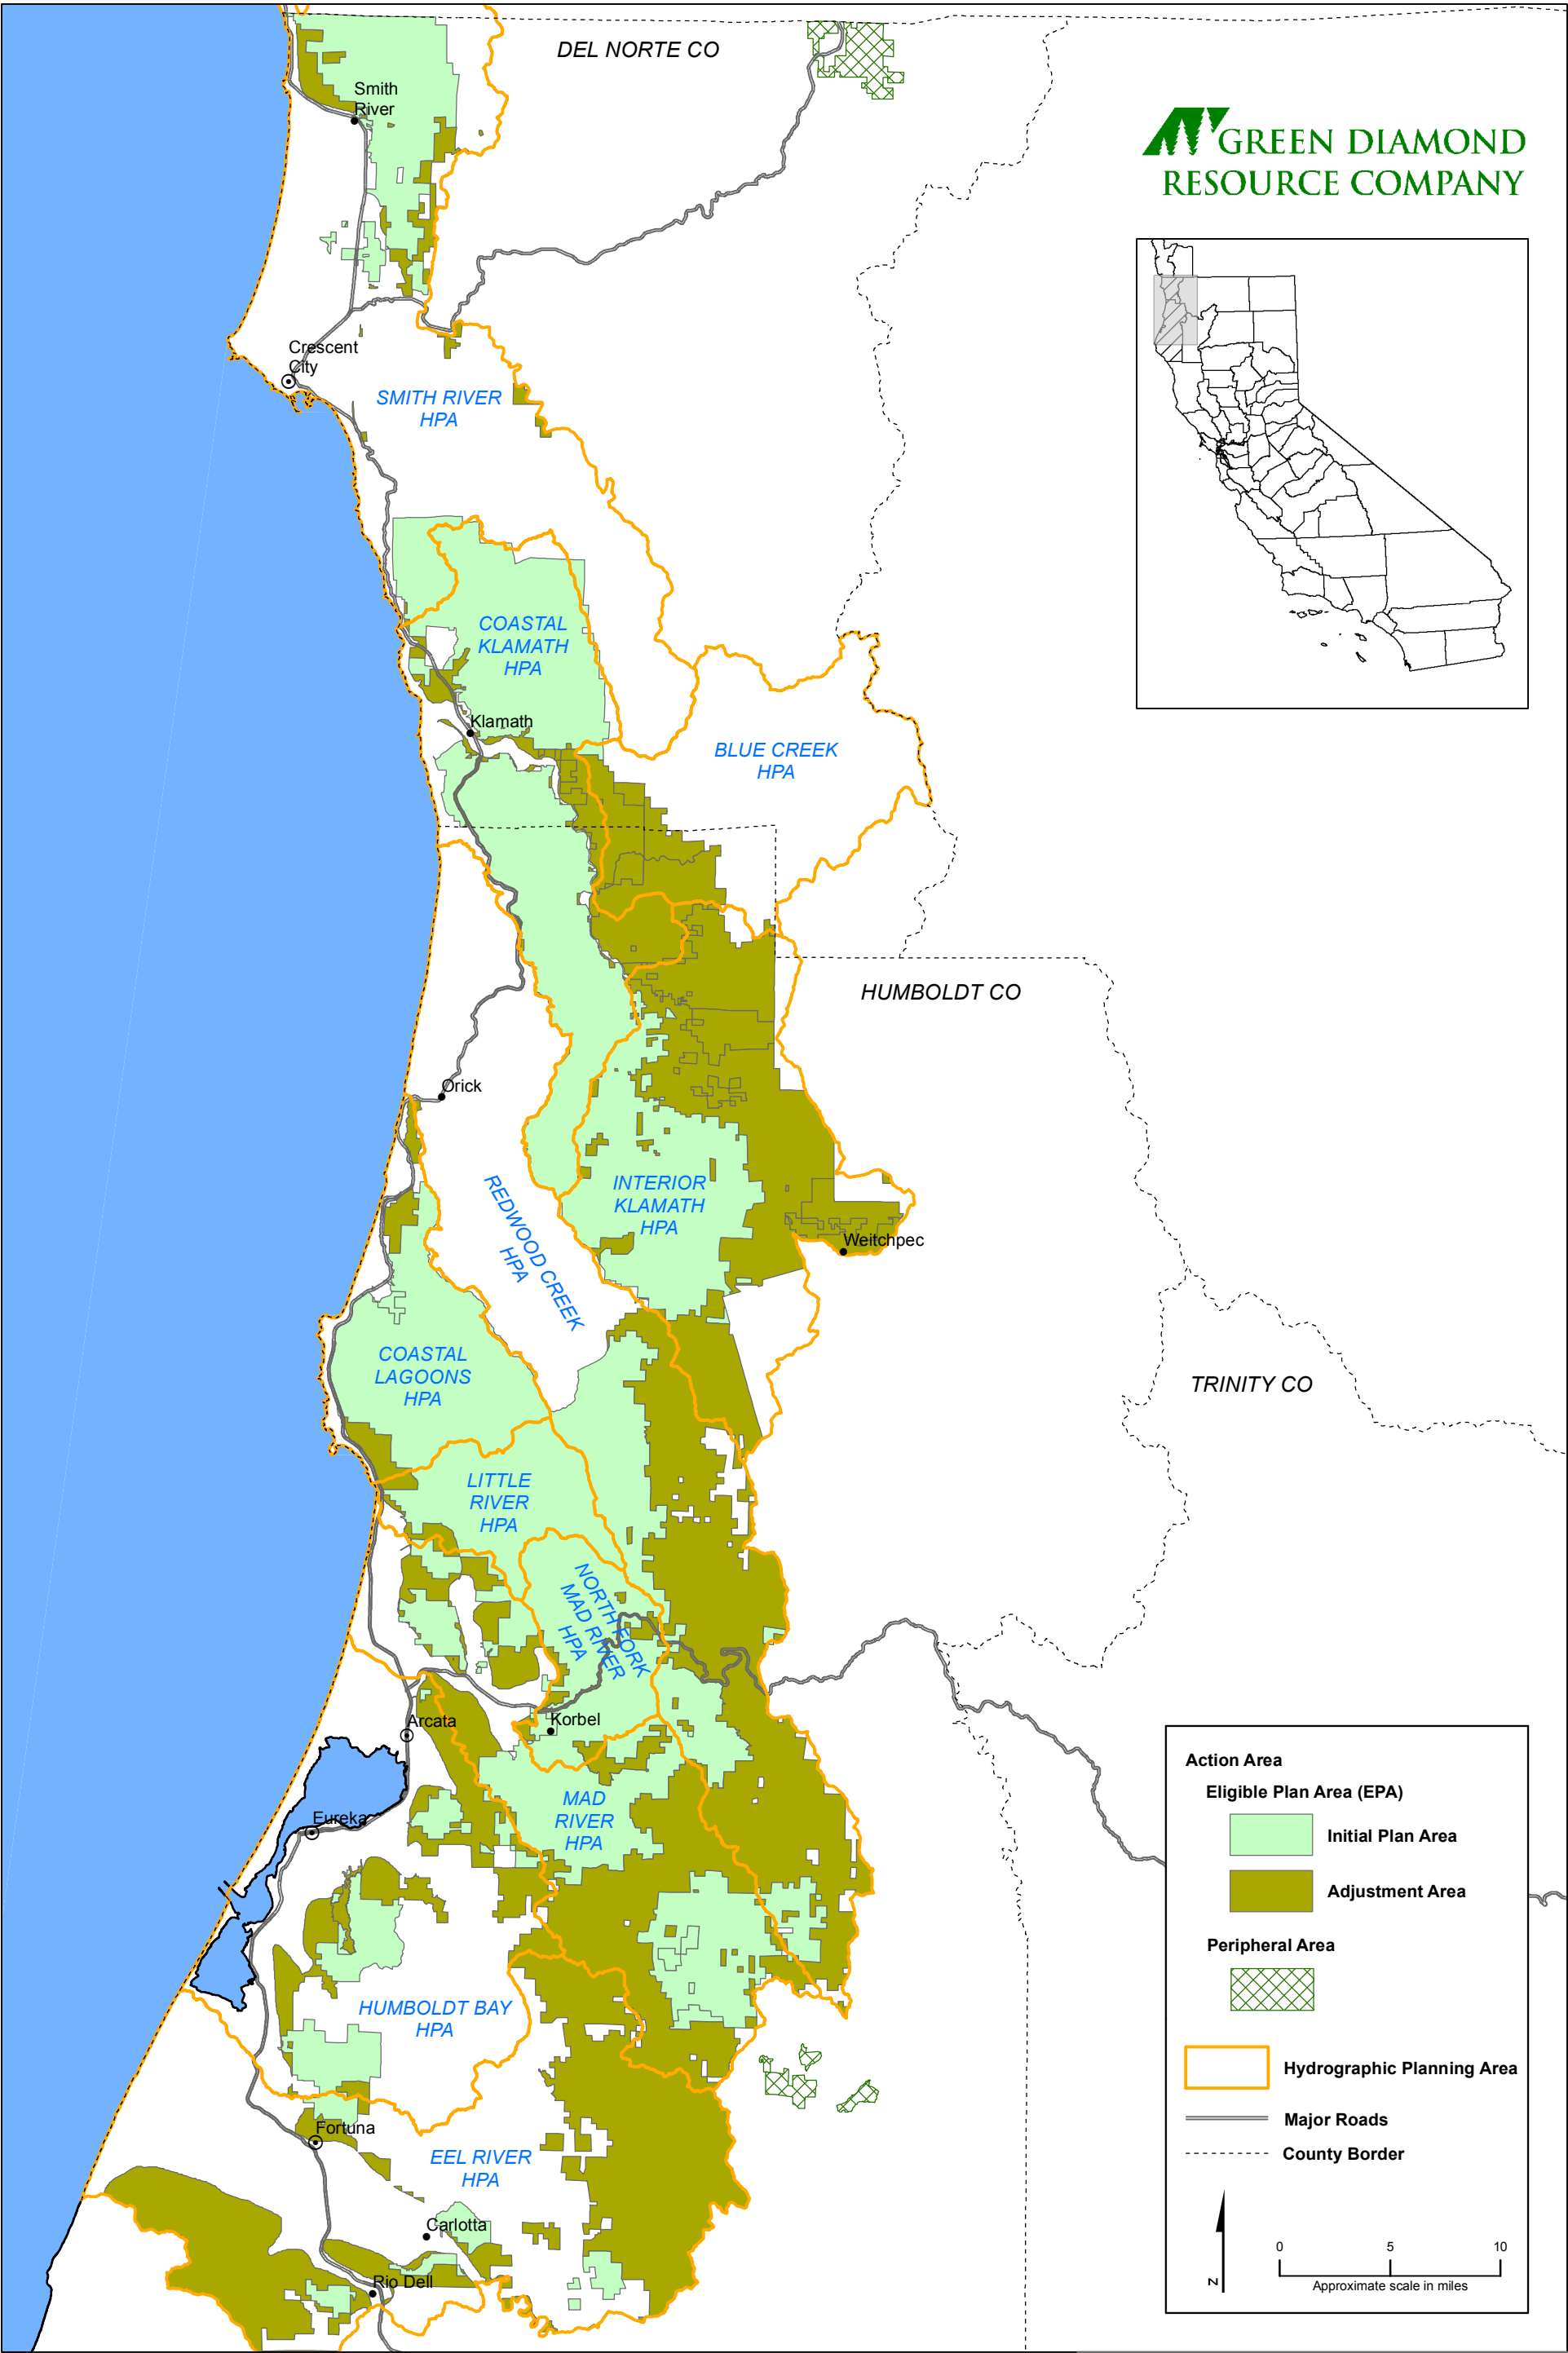 DEL NORTE CO
Smith
River
GREEN DIAMOND
RESOURCE COMPANY
Crescent
City
SMITH RIVER
HPA
COASTAL
KLAMATH
HPA
Klamath
BLUE CREEK
HPA
HUMBOLDT CO
Orick
REDWOOD CREEK
HPA
INTERIOR
KLAMATH
HPA
Weitchpec
COASTAL
LAGOONS
HPA
TRINITY CO
LITTLE
RIVER
HPA
NORTH FORK
MAD RIVER
HPA
Arcata
Korbel
MAD
RIVER
HPA
Eureka
HUMBOLDT BAY
HPA
Fortuna
EEL RIVER
HPA
Carlotta
Rio Dell
Action Area
Eligible Plan Area (EPA)
Initial Plan Area
Adjustment Area
Peripheral Area
Hydrographic Planning Area
Major Roads
County Border
N
0 5 10
Approximate scale in miles